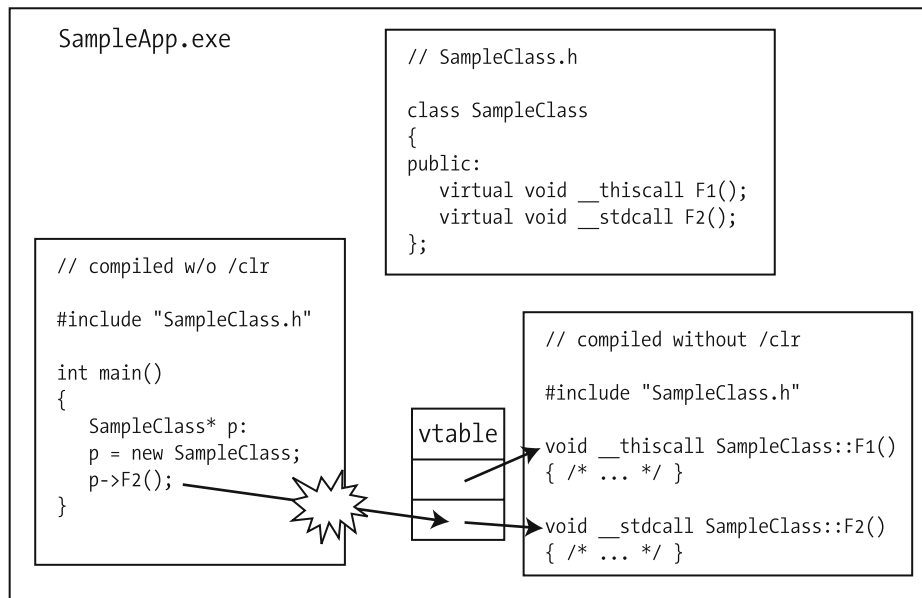 SampleApp.exe
// SampleClass.h
class SampleClass
{
public:
virtual void __thiscall F1();
virtual void __stdcall F2();
};
// compiled w/o /clr
#include "SampleClass.h"
int main()
{
SampleClass* p:
p = new SampleClass;
p->F2();
}
vtable
// compiled without /clr
#include "SampleClass.h"
void __thiscall SampleClass::F1()
{ /* ... */ }
void __stdcall SampleClass::F2()
{ /* ... */ }